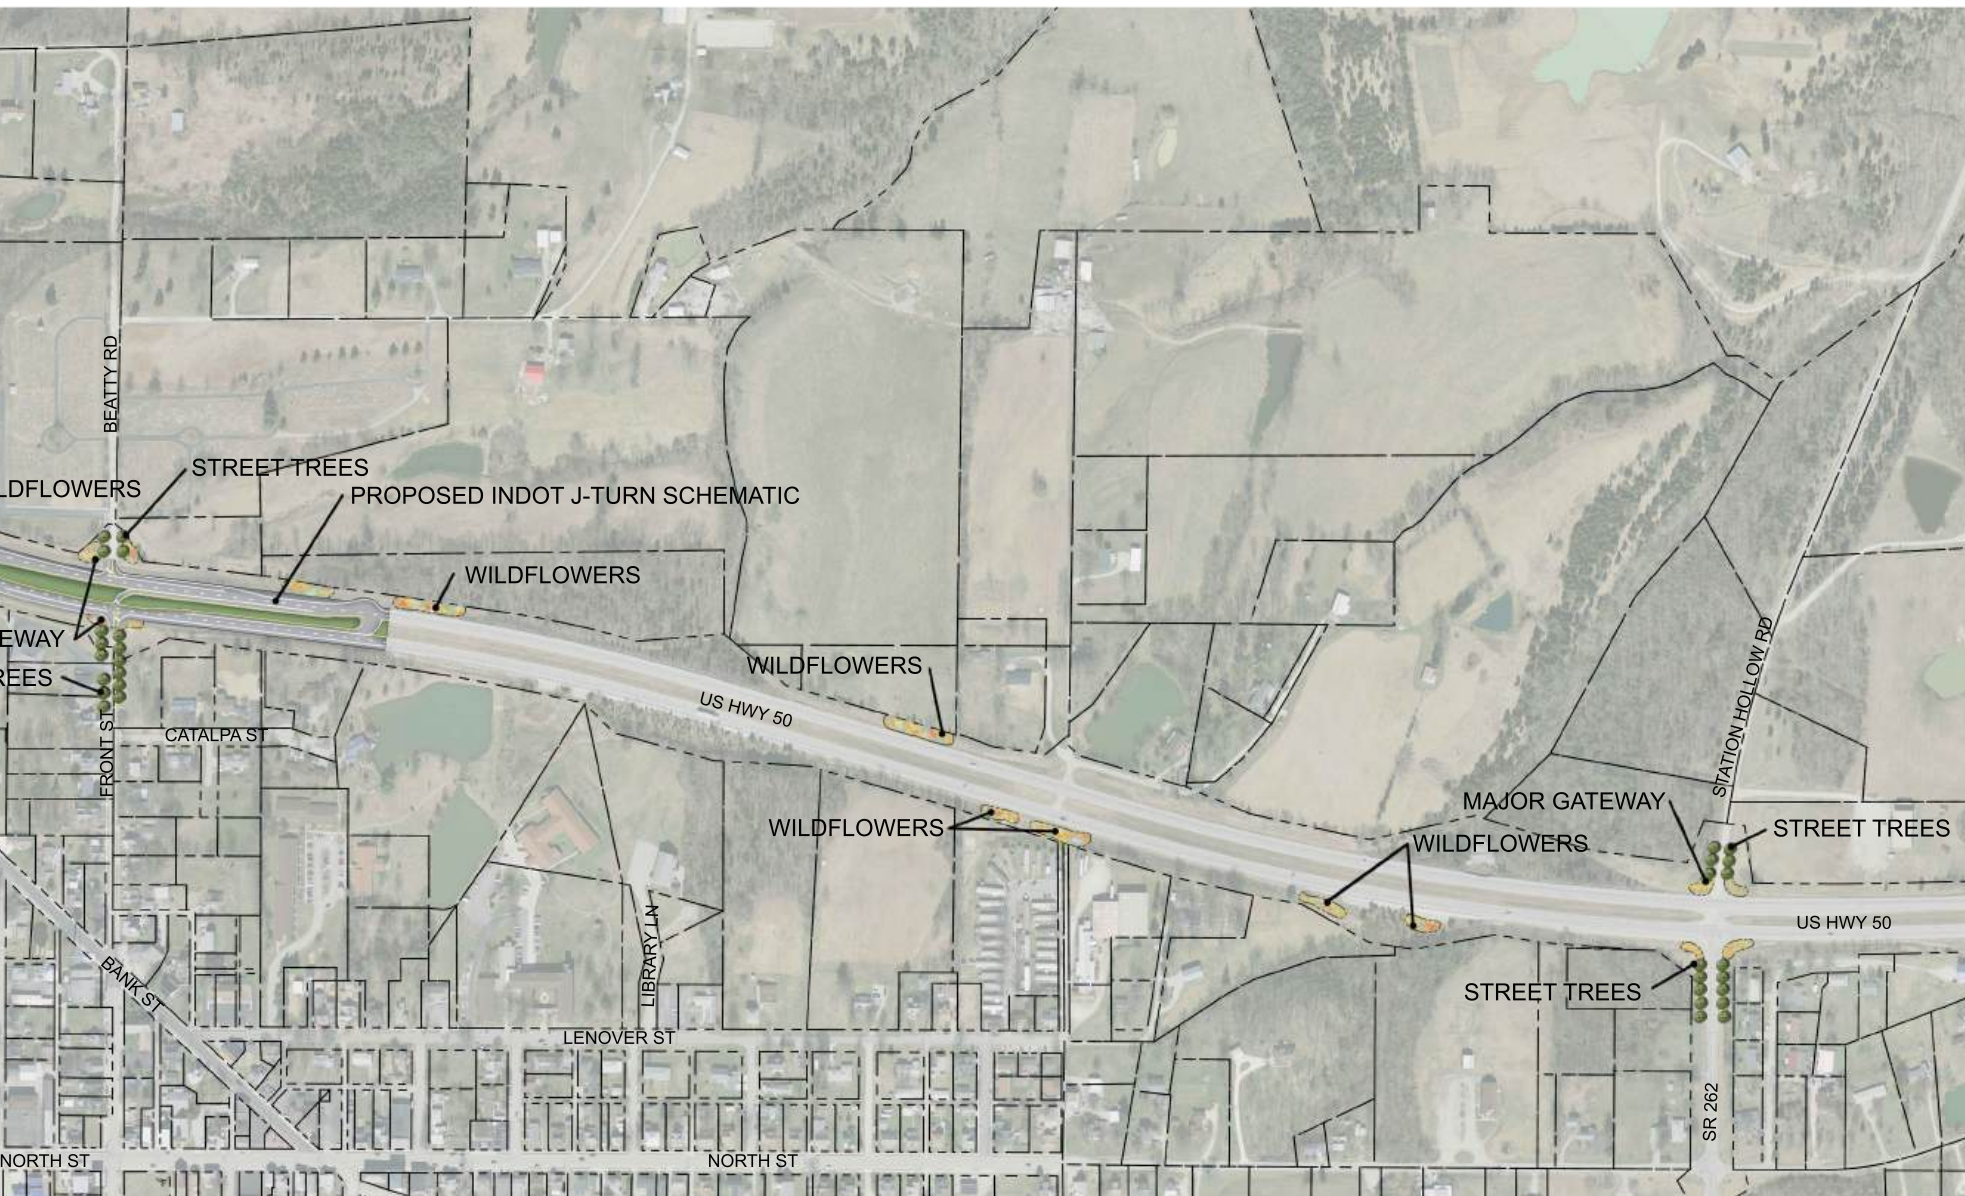 BEATTY RD
STREET TREES
LDFLOWERS
PROPOSED INDOT J-TURN SCHEMATIC
WILDFLOWERS
EWAY
REES
WILDFLOWERS
US HWY 50
CATALPA ST
FRONT ST
STATION HOLLOW RD
MAJOR GATEWAY
WILDFLOWERS
STREET TREES
WILDFLOWERS
US HWY 50
LIBRARY LN
BANK ST
STREET TREES
LENOVER ST
SR 262
NORTH ST
NORTH ST